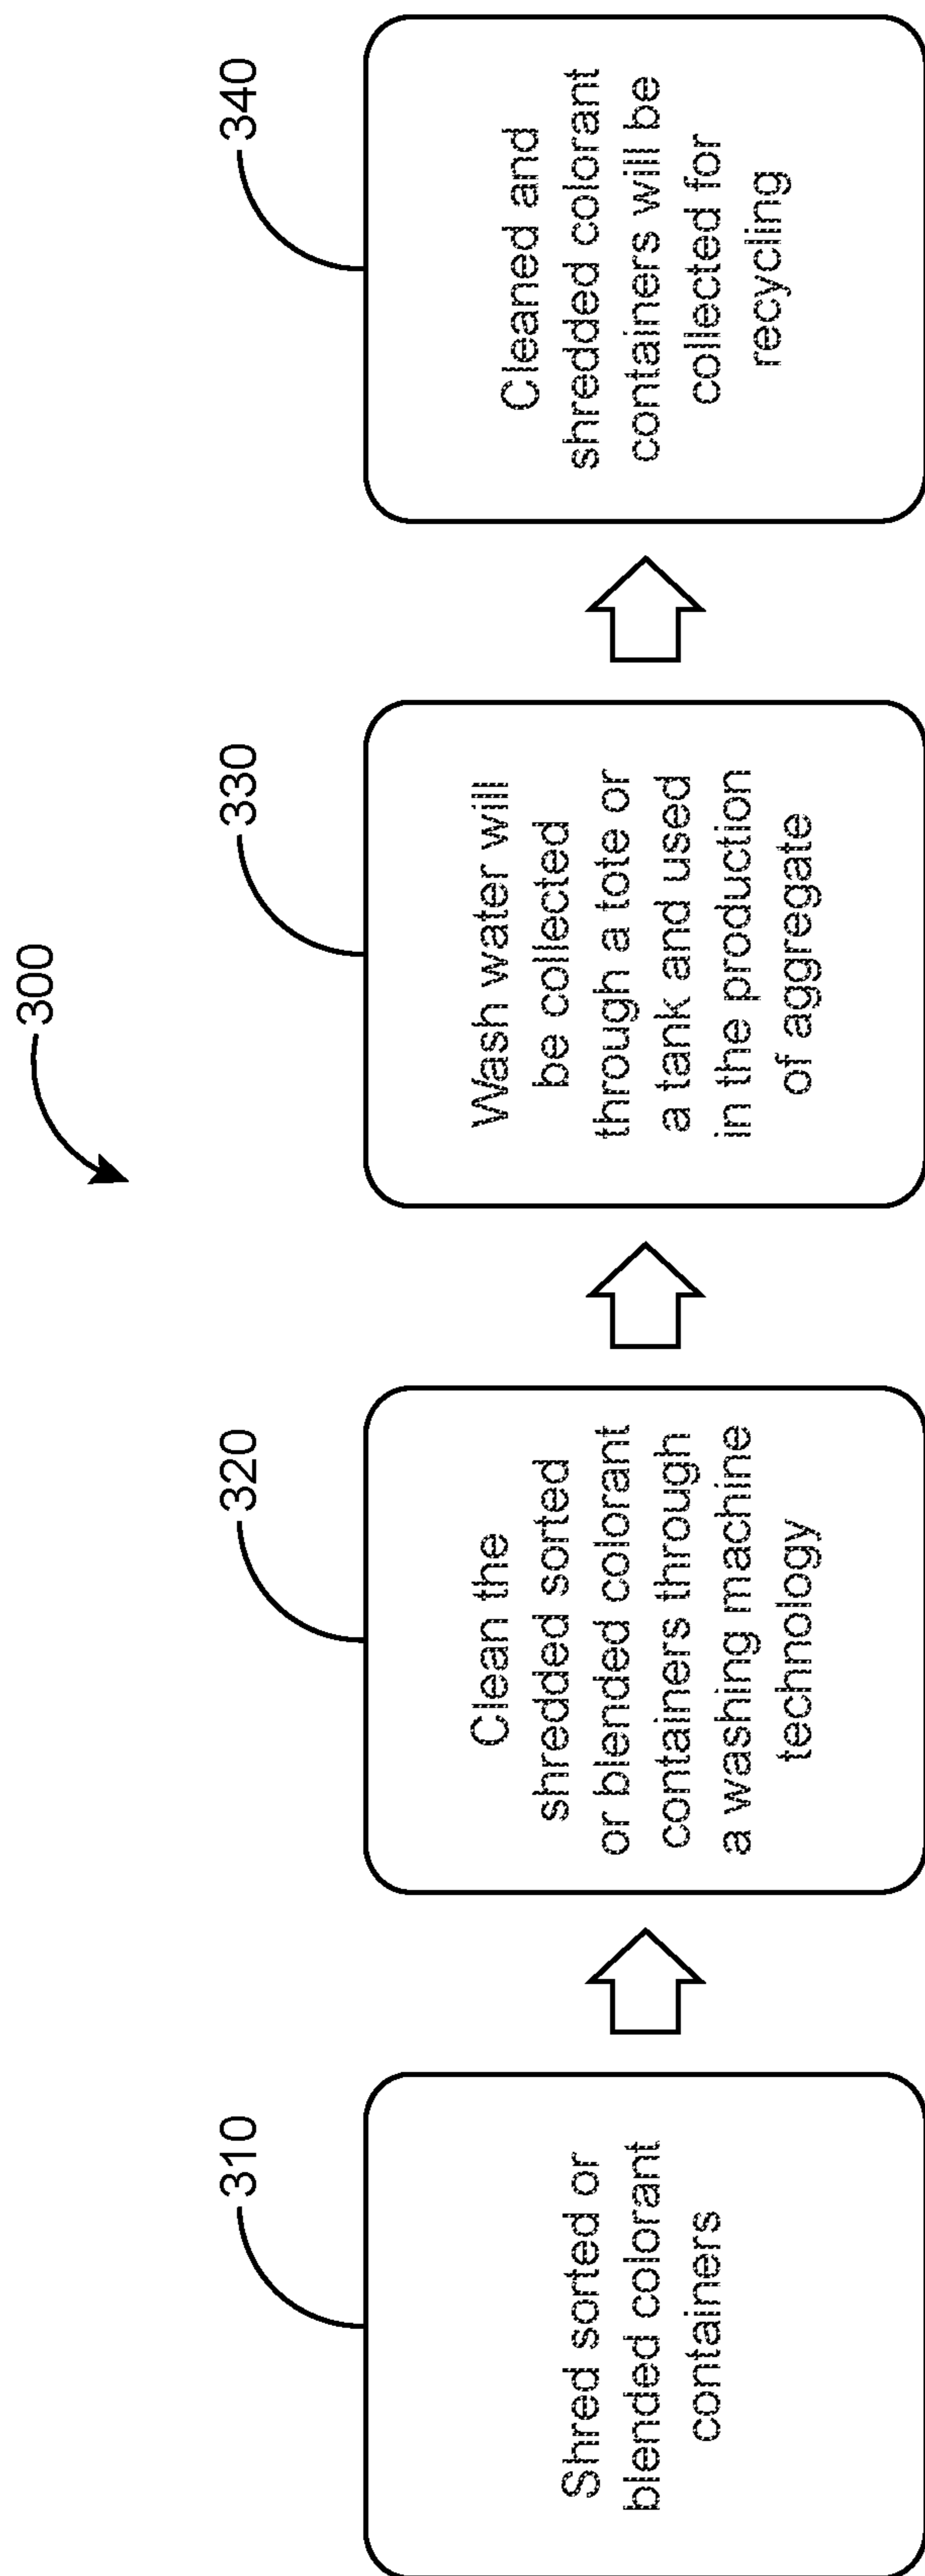 300
310
Shred sorted or
blended colorant
containers
320
Clean the
shredded sorted
or blended colorant
containers through
a washing machine
technology
330
Wash water will
be collected
through a tote or
a tank and used
in the production
of aggregate
340
Cleaned and
shredded colorant
containers will be
collected for
recycling